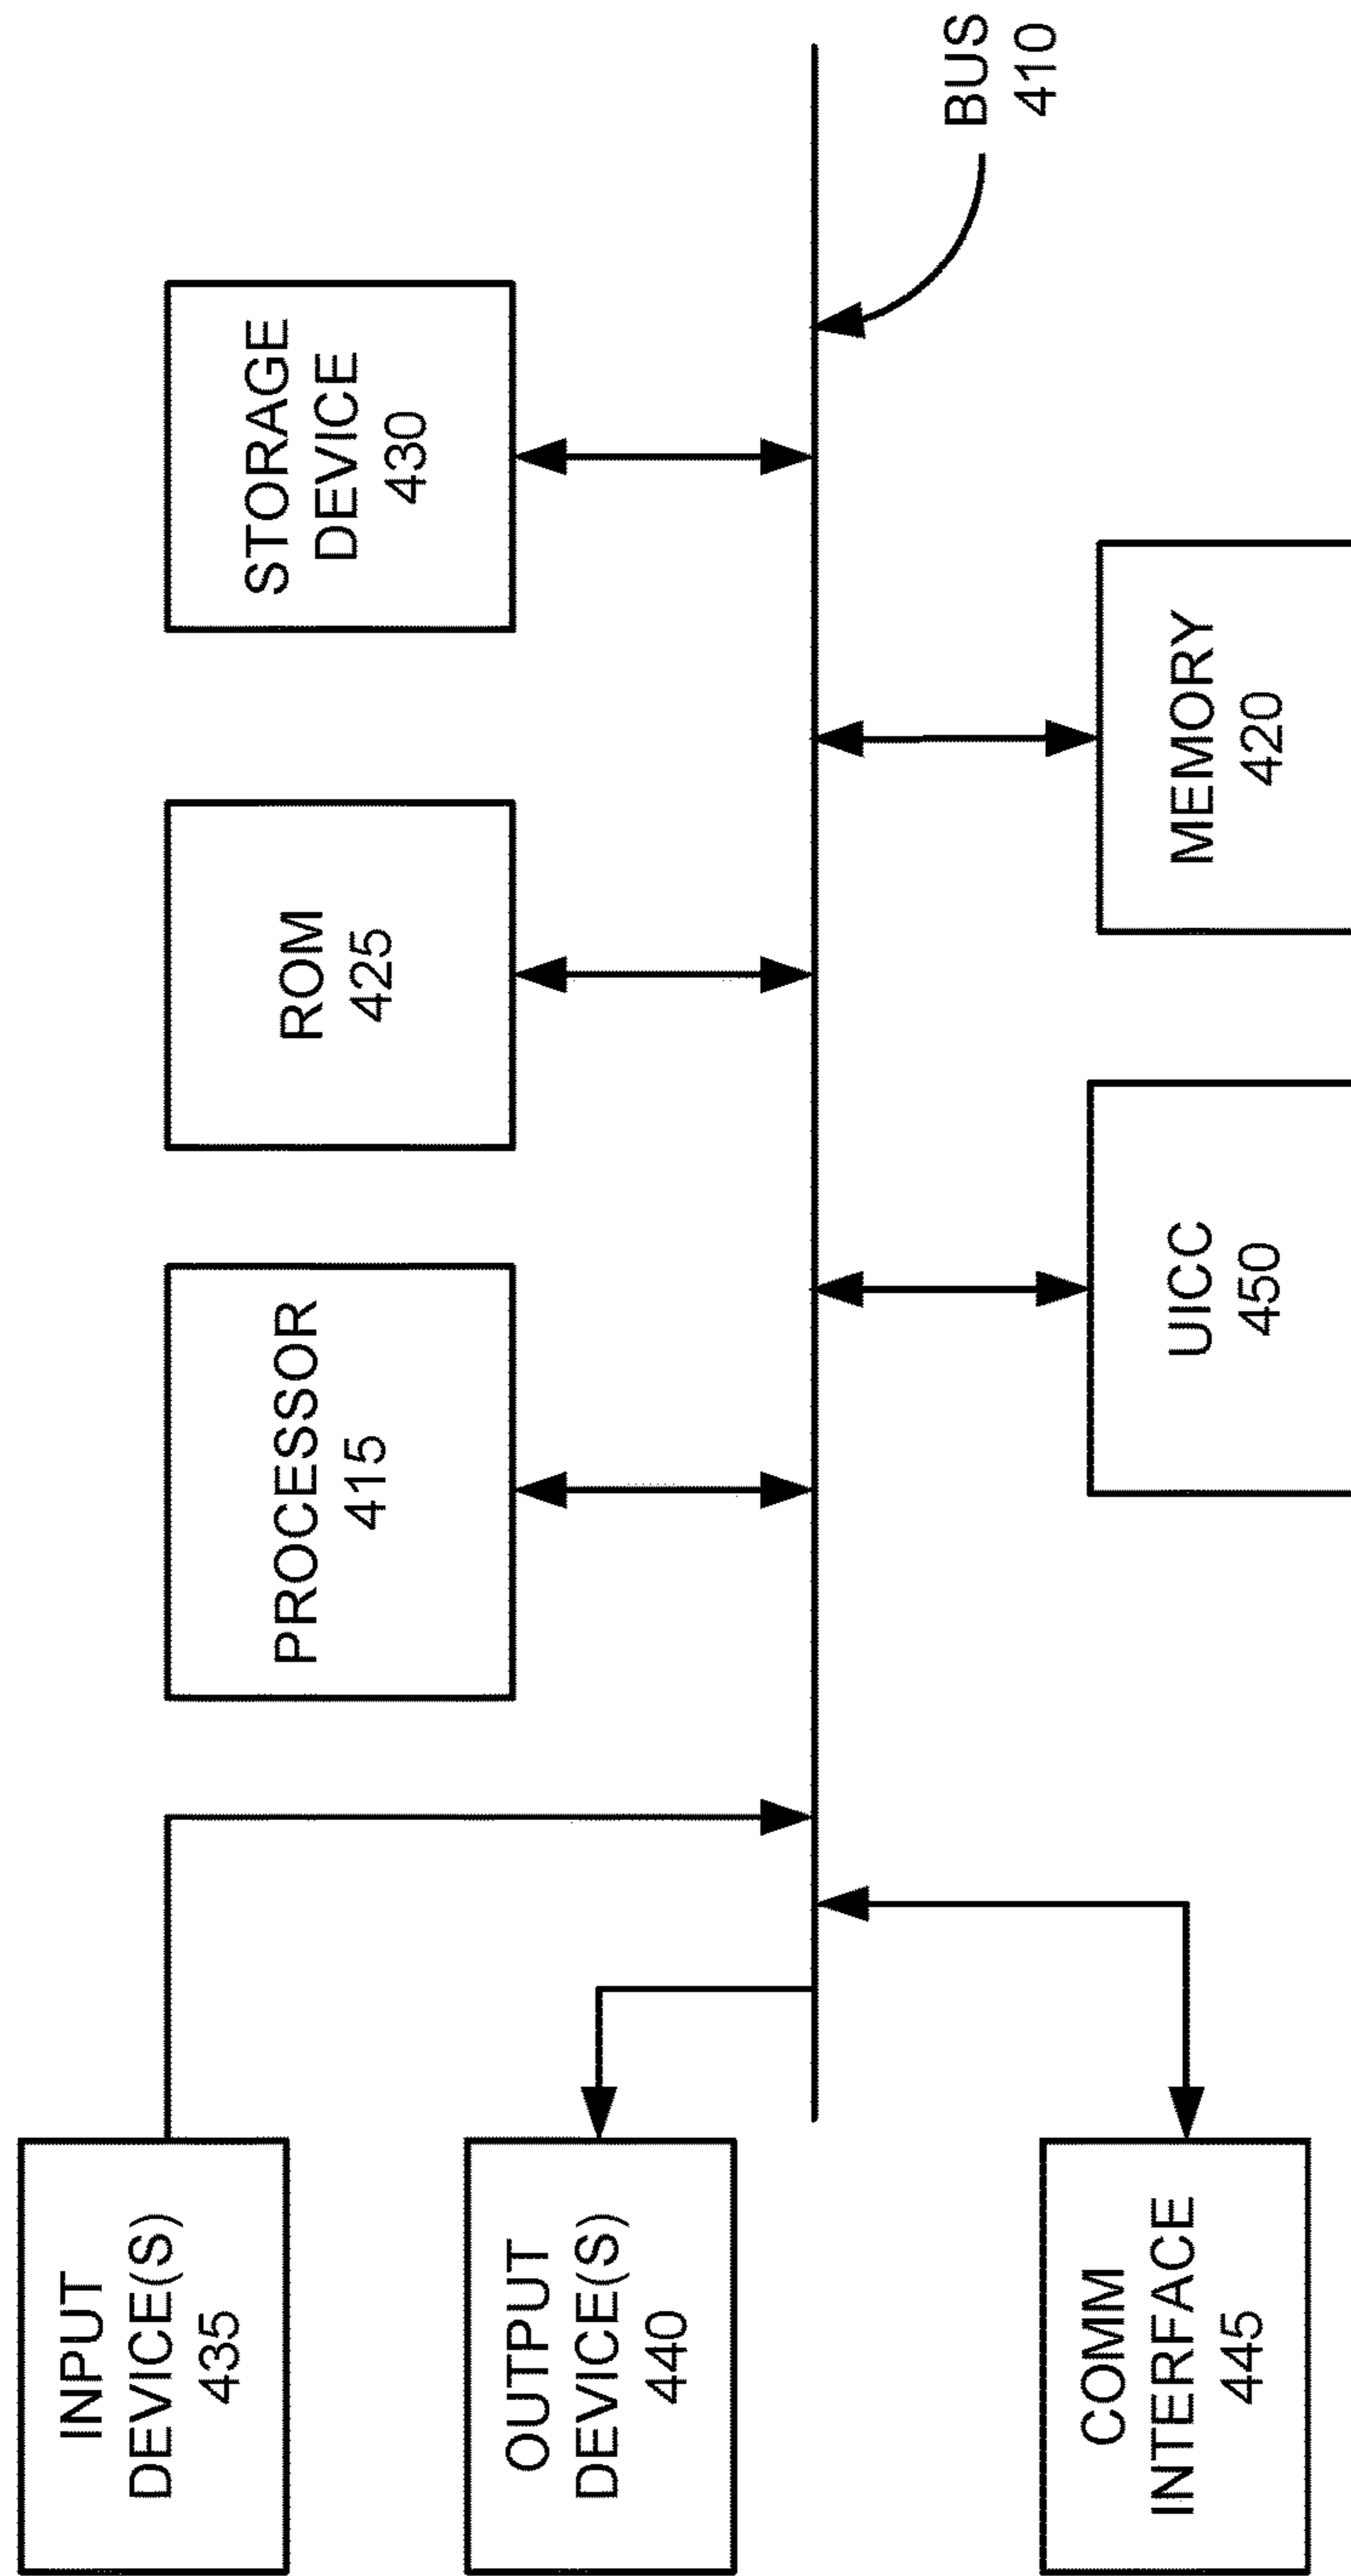 INPUT
DEVICE(S)
435
PROCESSOR
415
ROM
425
STORAGE
DEVICE
430
OUTPUT
DEVICE(S)
440
BUS
410
COMM
INTERFACE
445
UICC
450
MEMORY
420